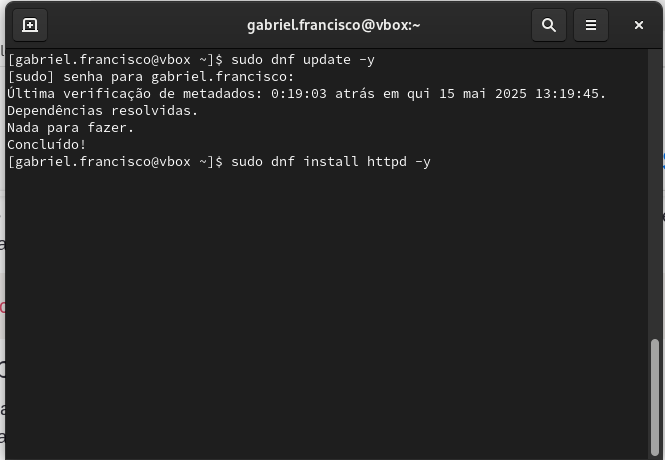 gabriel.francisco@vbox:~
[gabriel.francisco@vbox ~]$ sudo dnf update -y
[sudo] senha para gabriel.francisco:
Última verificação de metadados: 0:19:03 atrás em qui 15 mai 2025 13:19:45.
Dependências resolvidas.
Nada para fazer.
Concluído!
[gabriel.francisco@vbox ~]$ sudo dnf install httpd -y